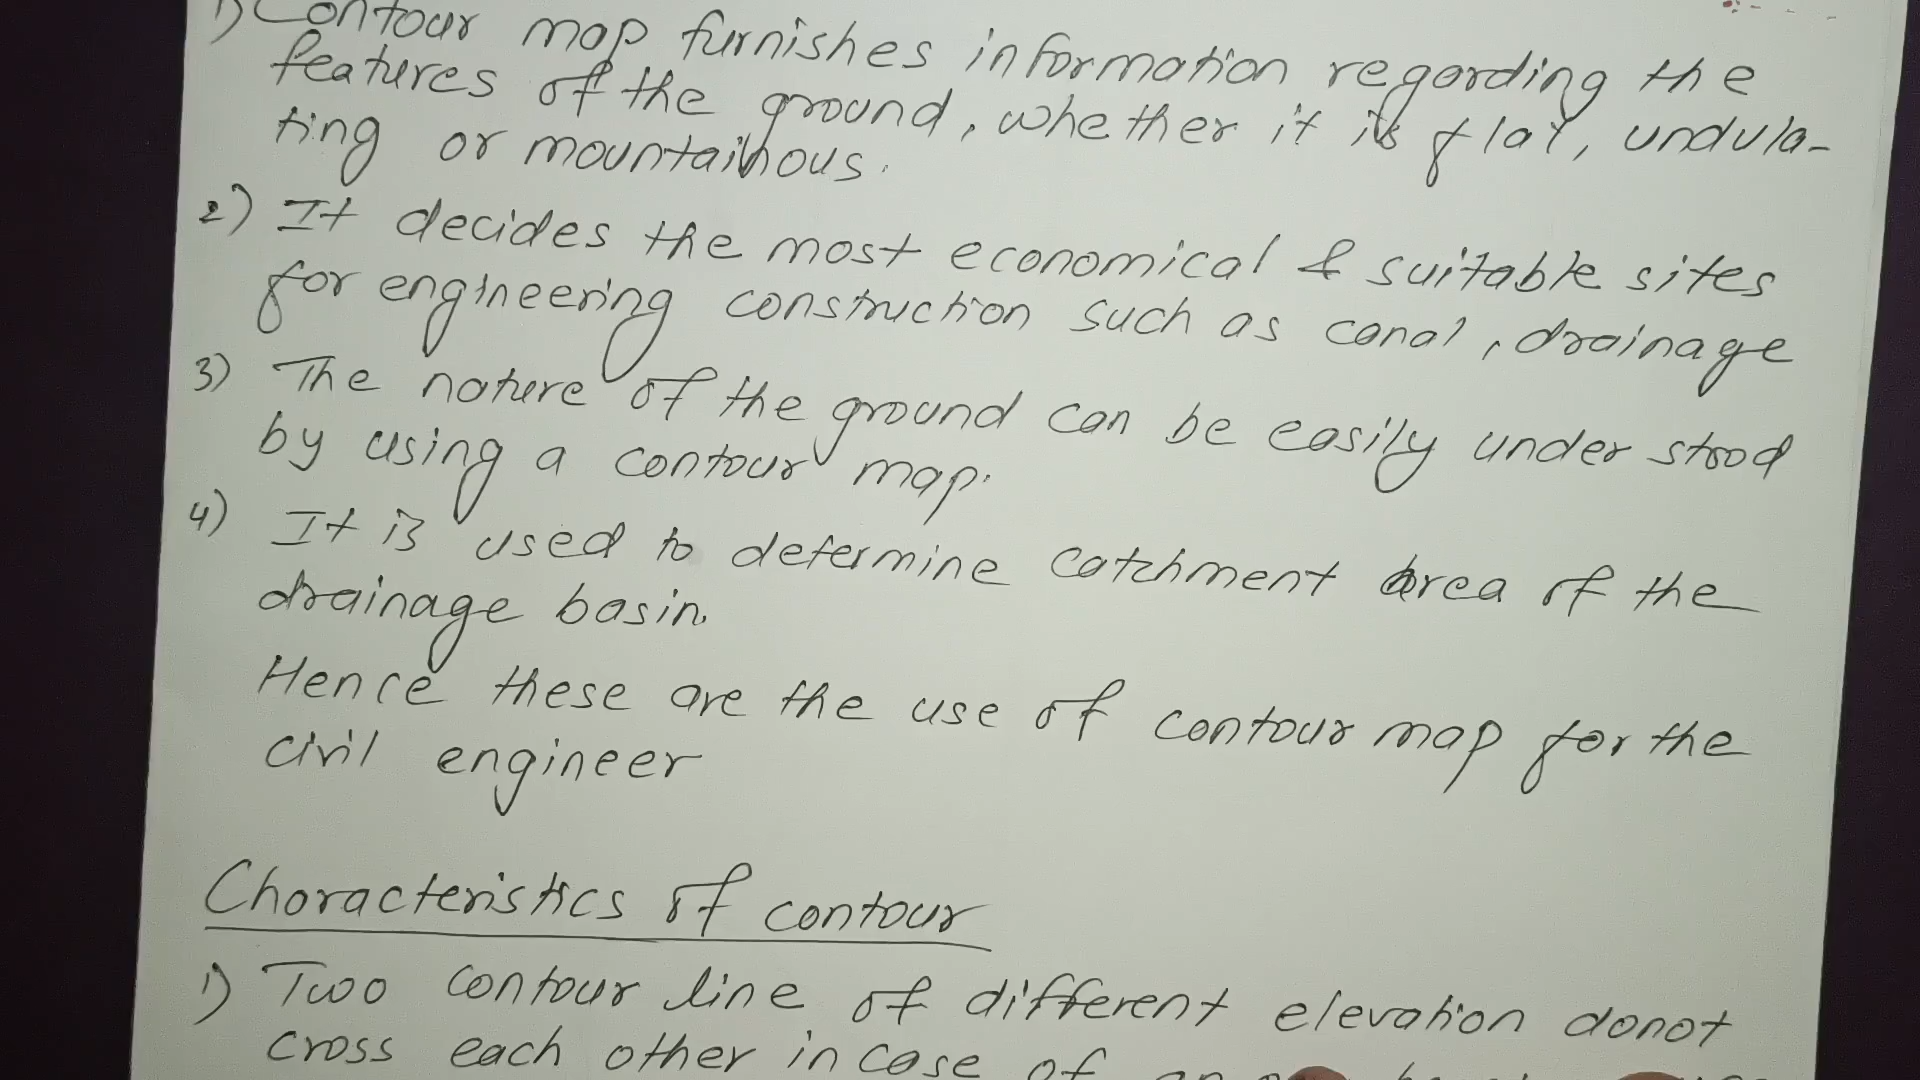 1) Contour map furnishes information regarding the
features of the ground, whether it is flat, undula-
ting or mountainous.
2) It decides the most economical & suitable sites
for engineering construction such as canal, drainage
3) The nature of the ground can be easily under stood
by using a contour map.
4) It is used to determine catchment area of the
drainage basin.
Hence these are the use of contour map for the
civil engineer
Characteristics of contour
1) Two contour line of different elevation donot
cross each other in case of